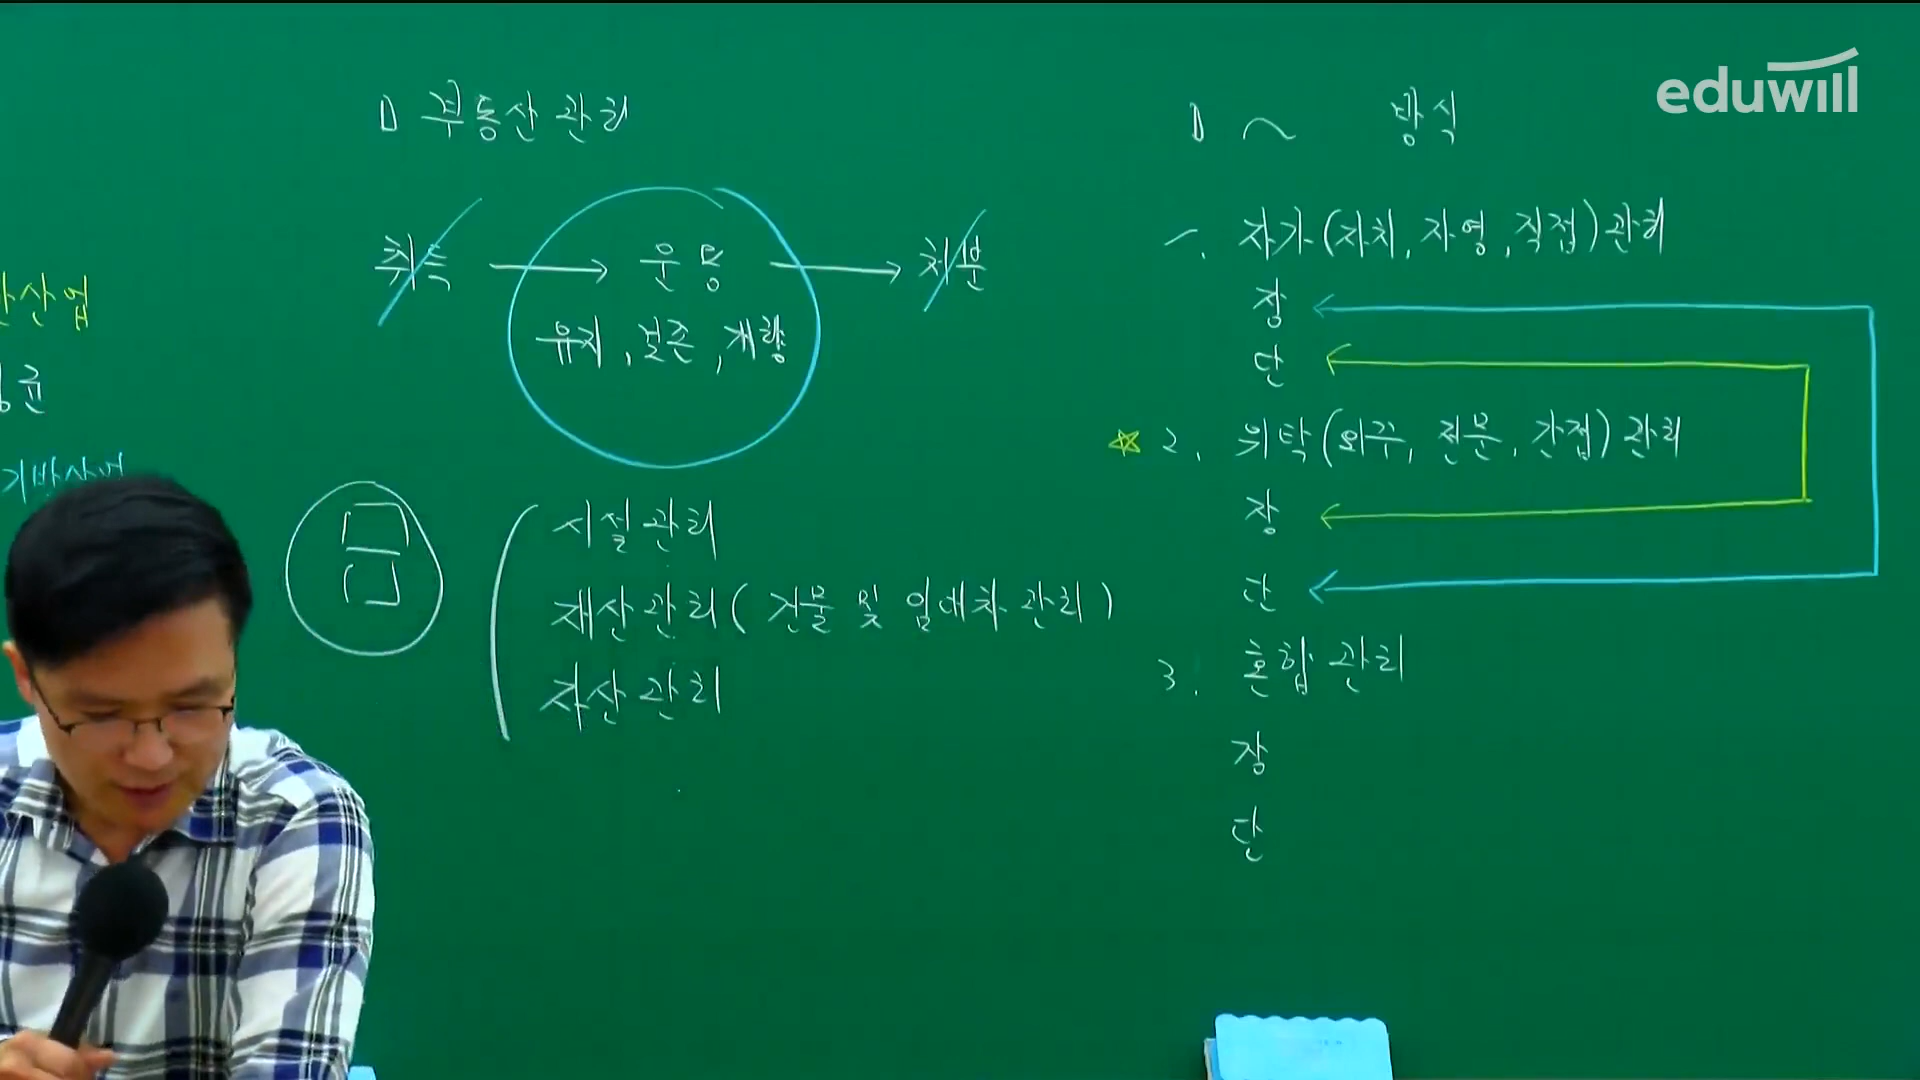 eduwill
부동산 관리
취득 → 운용 → 처분
유지, 보존, 개량
시설관리
재산관리 (건물 및 임대차 관리)
자산관리
~ 방식
1. 자가(자치, 자영, 직접)관리
장
단
☆ 2. 위탁(외주, 전문, 간접)관리
장
단
3. 혼합관리
장
단
산업